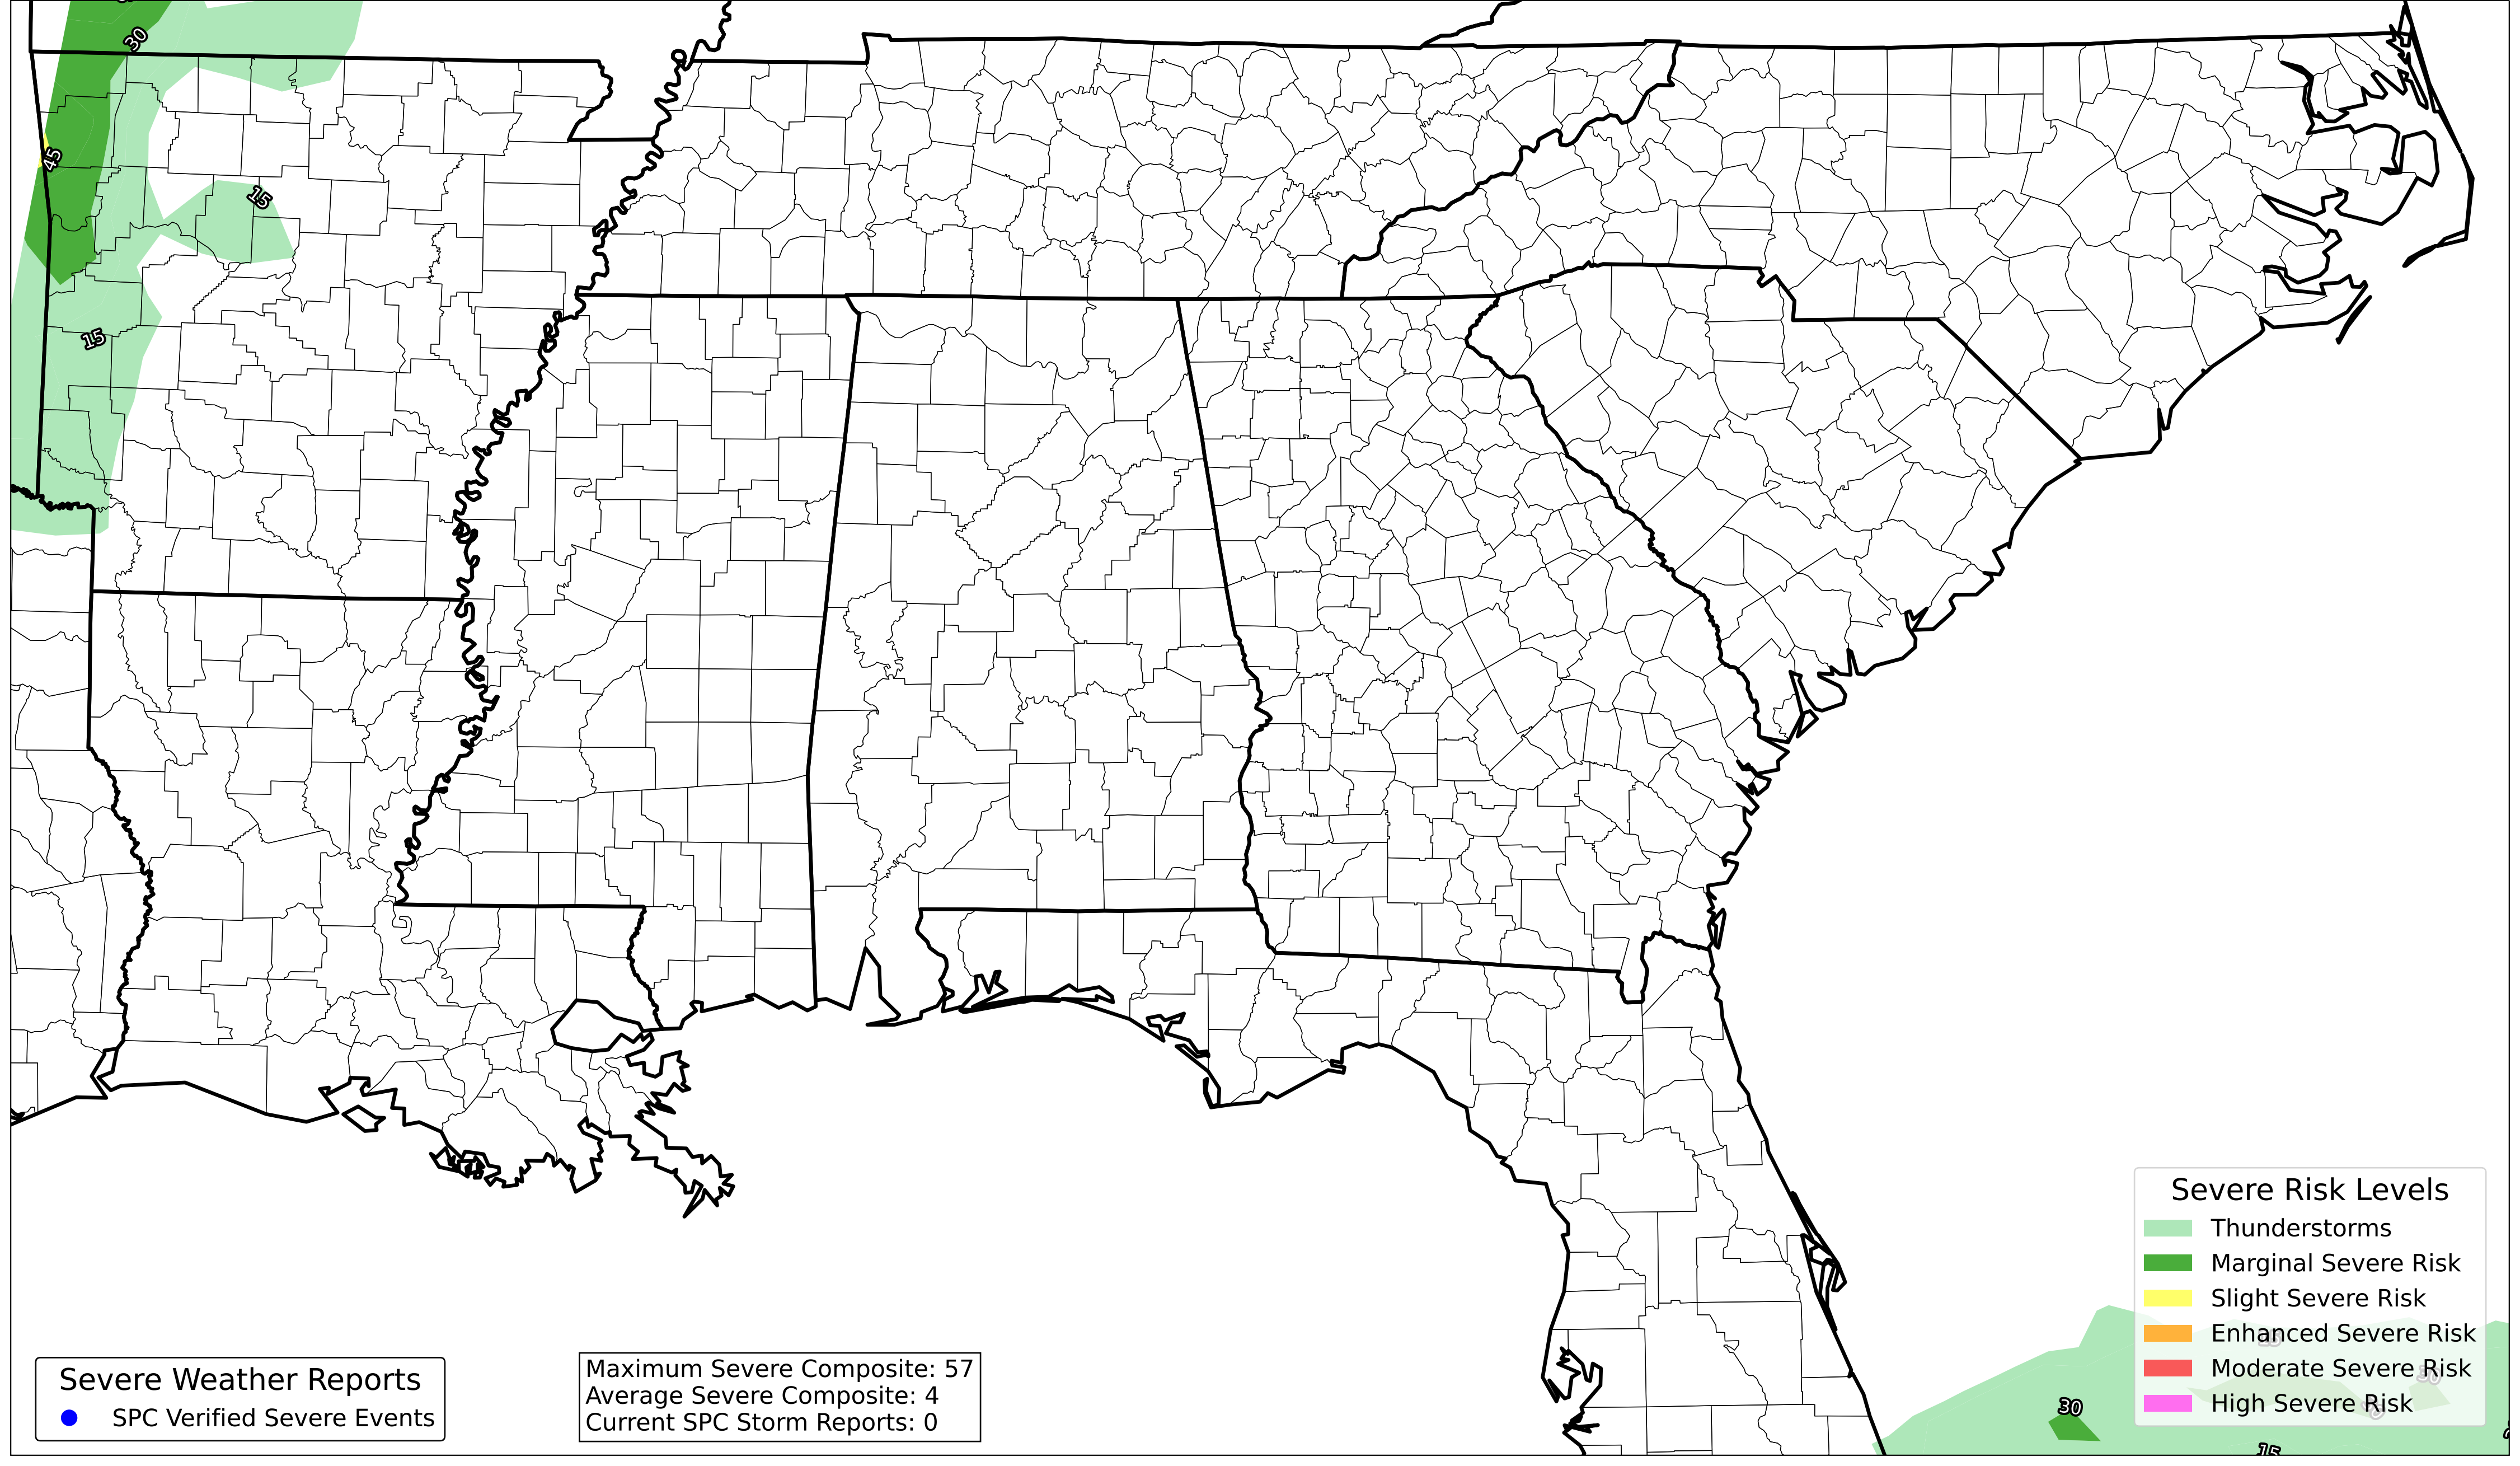 30
45
15
15
Severe Risk Levels
Thunderstorms
Marginal Severe Risk
Slight Severe Risk
Enhanced Severe Risk
Moderate Severe Risk
High Severe Risk
30
15
Severe Weather Reports
SPC Verified Severe Events
Maximum Severe Composite: 57
Average Severe Composite: 4
Current SPC Storm Reports: 0